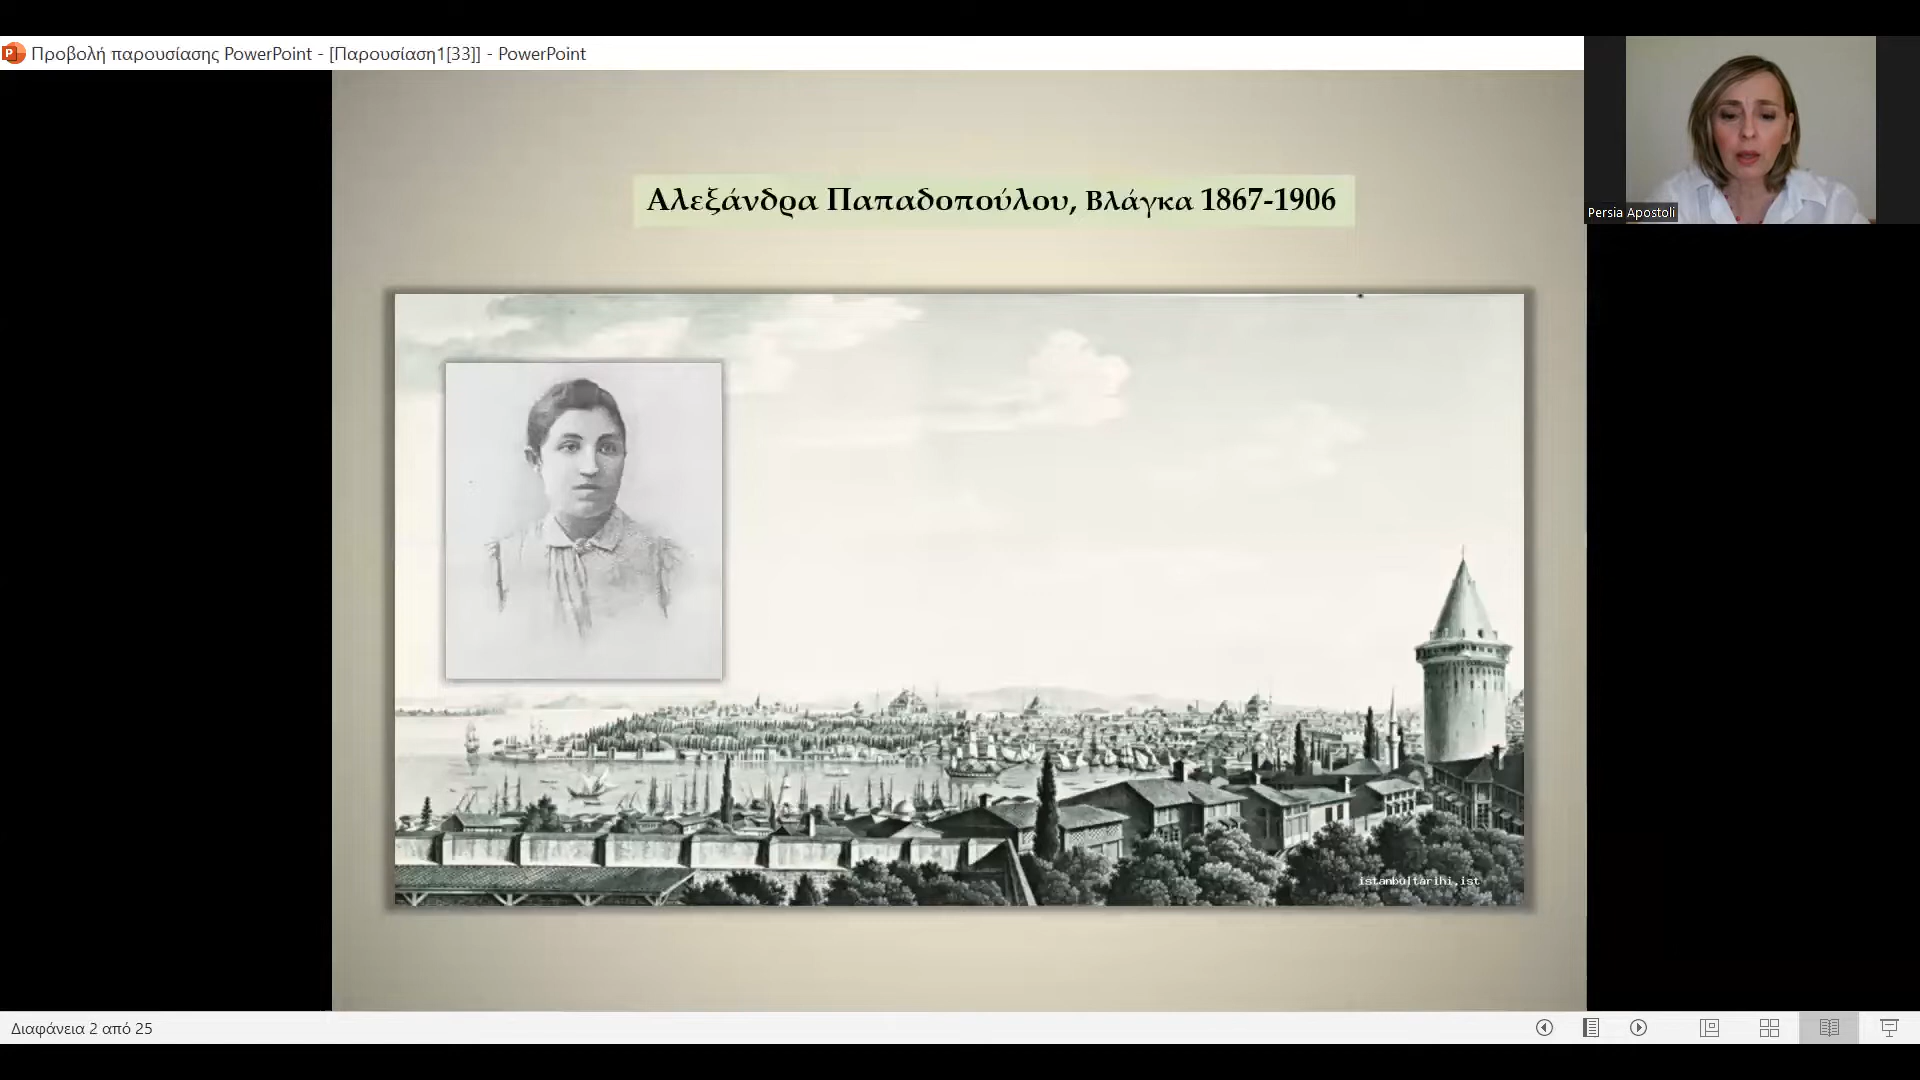 Προβολή παρουσίασης PowerPoint - [Παρουσίαση1[33]] - PowerPoint
Persia Apostoli
Αλεξάνδρα Παπαδοπούλου, Βλάγκα 1867-1906
istanbultarihi.ist
Διαφάνεια 2 από 25